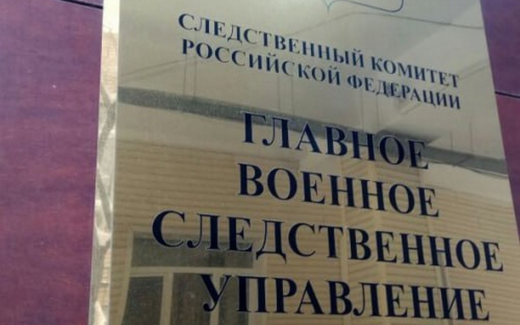 СЛЕДСТВЕННЫЙ КОМИТЕТ
РОССИЙСКОЙ ФЕДЕРАЦИИ
ГЛАВНОЕ
ВОЕННОЕ
СЛЕДСТВЕННОЕ
УПРАВЛЕНИЕ